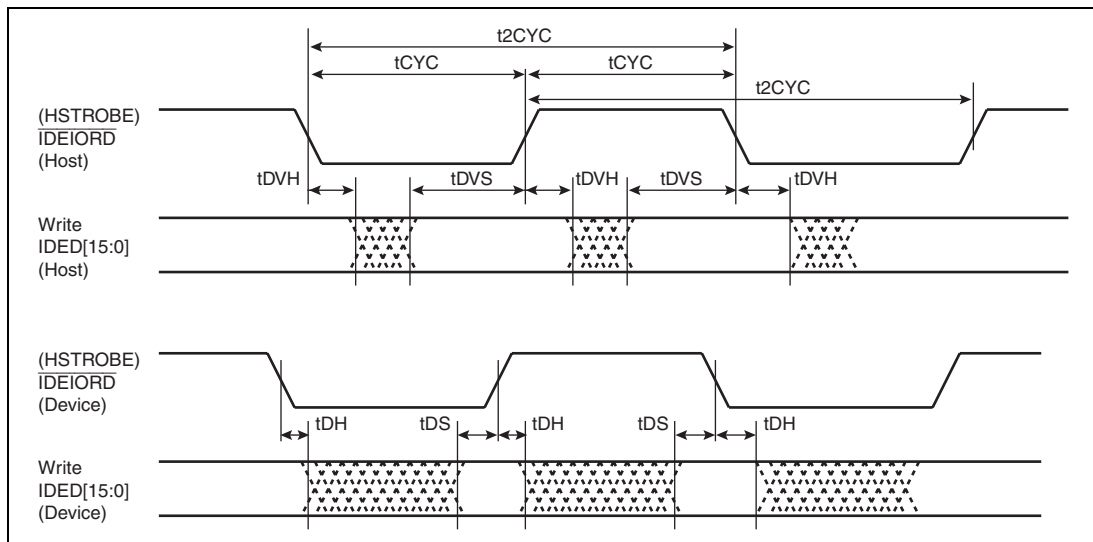 t2CYC
tCYC tCYC
t2CYC
(HSTROBE)
IDEIORD
(Host)
tDVH tDVS tDVH tDVS tDVH
Write
IDED[15:0]
(Host)
(HSTROBE)
IDEIORD
(Device)
tDH tDS tDH tDS tDH
Write
IDED[15:0]
(Device)